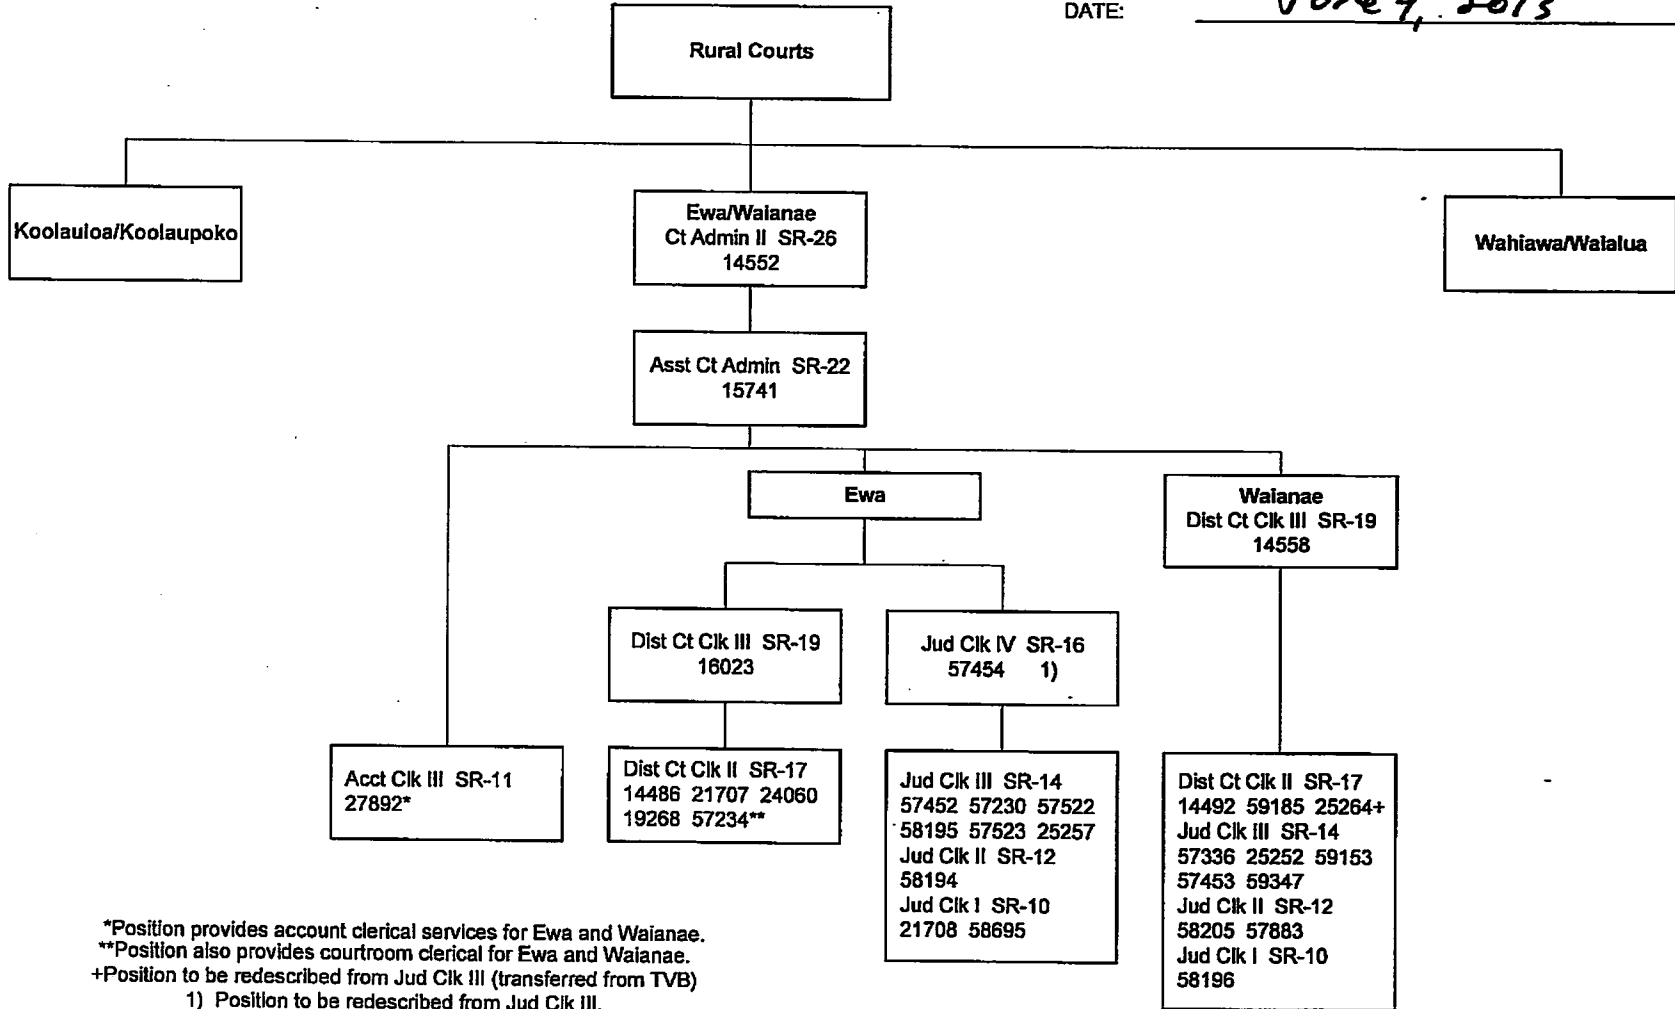 DATE:
June 4, 2013
Rural Courts
Koolauloa/Koolaupoko
Ewa/Waianae
Ct Admin II SR-26
14552
Wahiawa/Waialua
Asst Ct Admin SR-22
15741
Ewa
Waianae
Dist Ct Clk III SR-19
14558
Dist Ct Clk III SR-19
16023
Jud Clk IV SR-16
57454 1)
Acct Clk III SR-11
27892*
Dist Ct Clk II SR-17
14486 21707 24060
19268 57234**
Jud Clk III SR-14
57452 57230 57522
58195 57523 25257
Jud Clk II SR-12
58194
Jud Clk I SR-10
21708 58695
Dist Ct Clk II SR-17
14492 59185 25264+
Jud Clk III SR-14
57336 25252 59153
57453 59347
Jud Clk II SR-12
58205 57883
Jud Clk I SR-10
58196
*Position provides account clerical services for Ewa and Waianae.
**Position also provides courtroom clerical for Ewa and Waianae.
+Position to be redescribed from Jud Clk III (transferred from TVB)
1) Position to be redescribed from Jud Clk III.